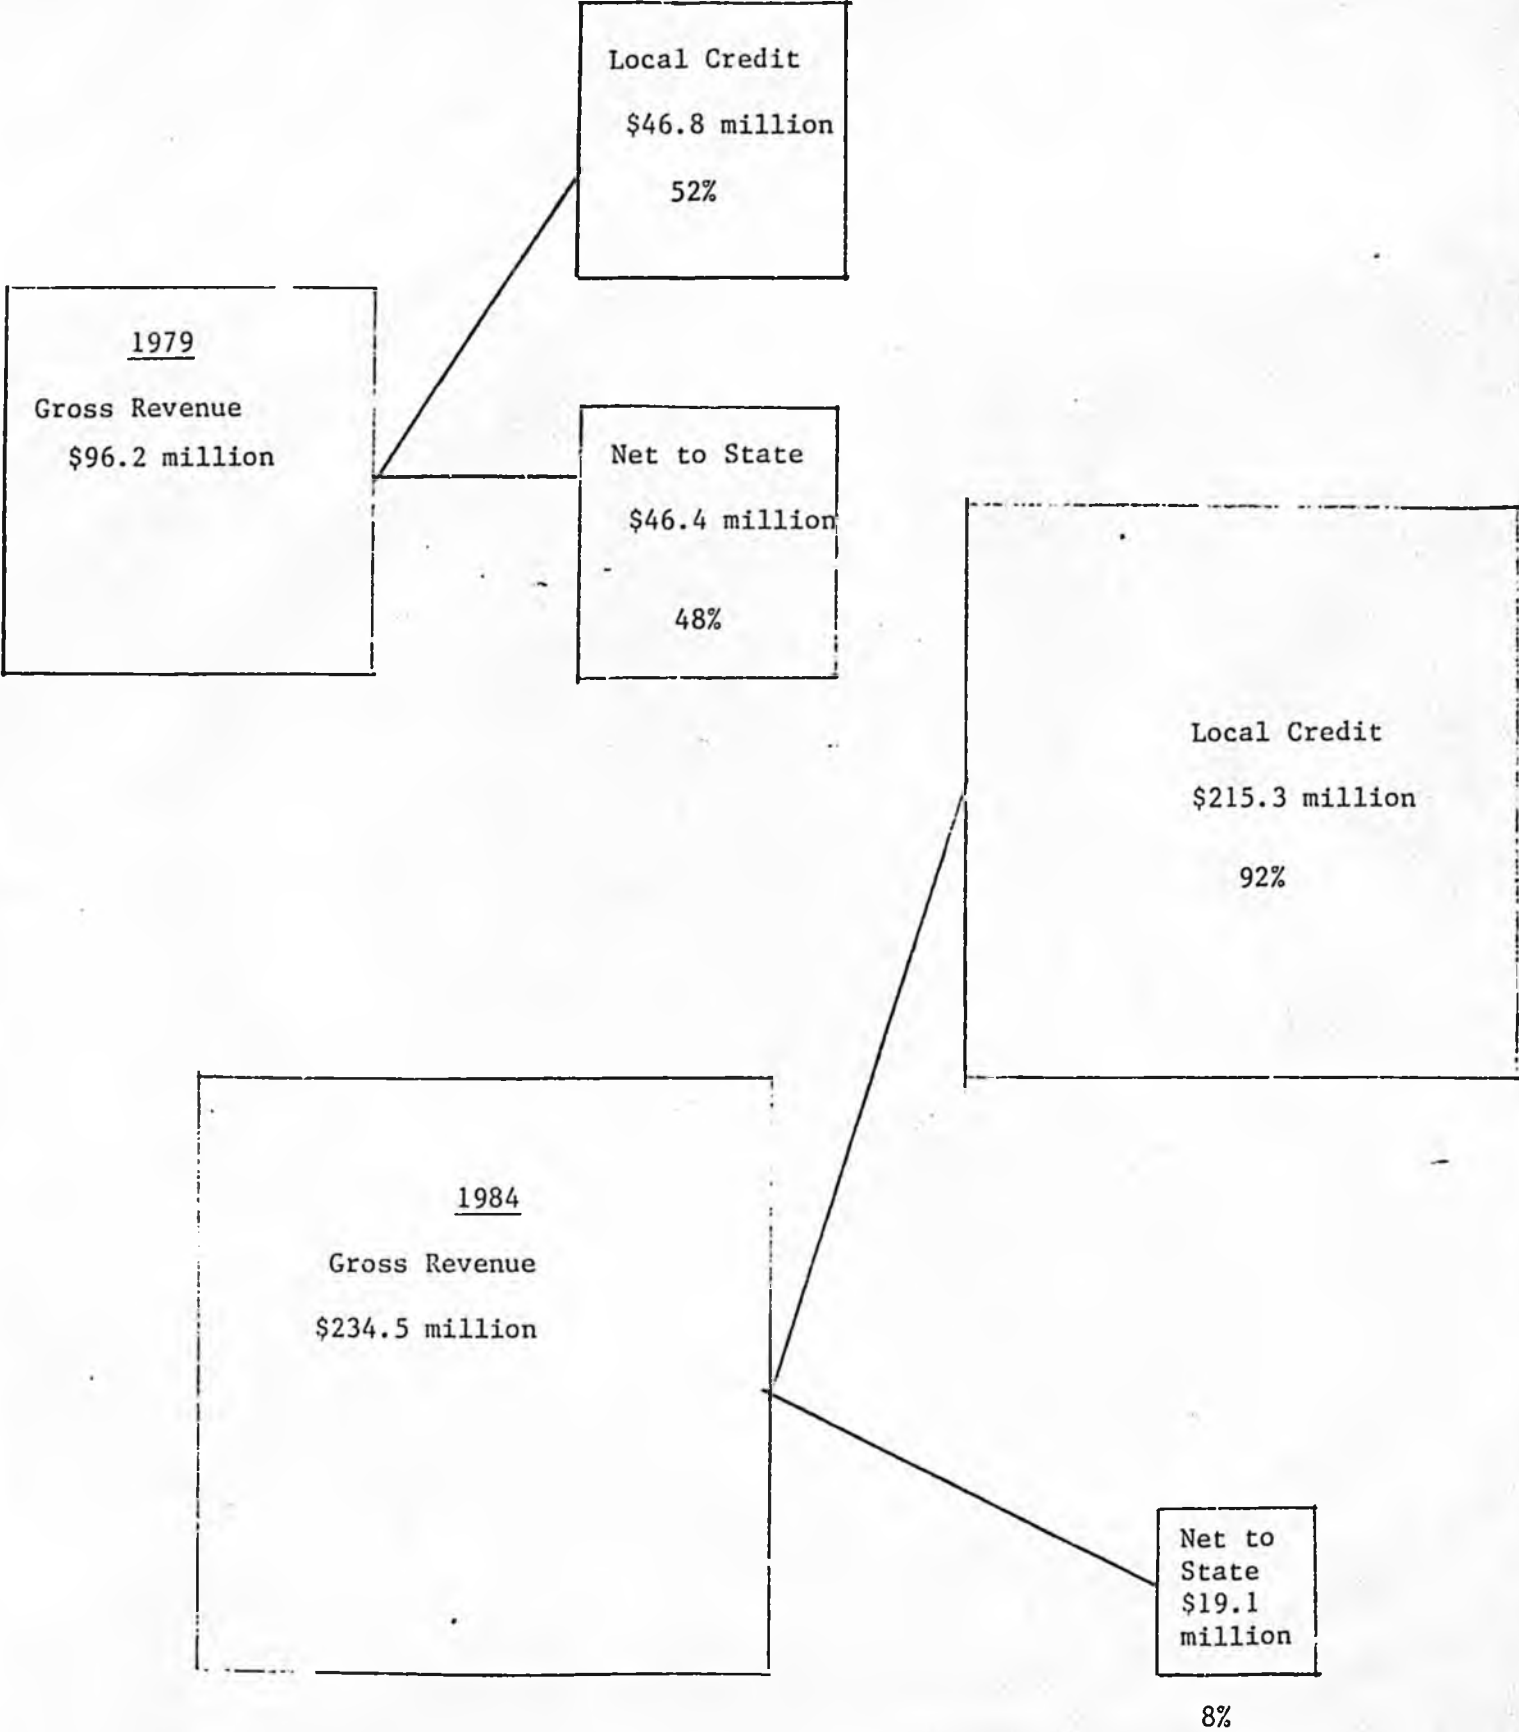 Local Credit
$46.8 million
52%
1979
Gross Revenue
$96.2 million
Net to State
$46.4 million
48%
Local Credit
$215.3 million
92%
1984
Gross Revenue
$234.5 million
Net to
State
$19.1
million
8%